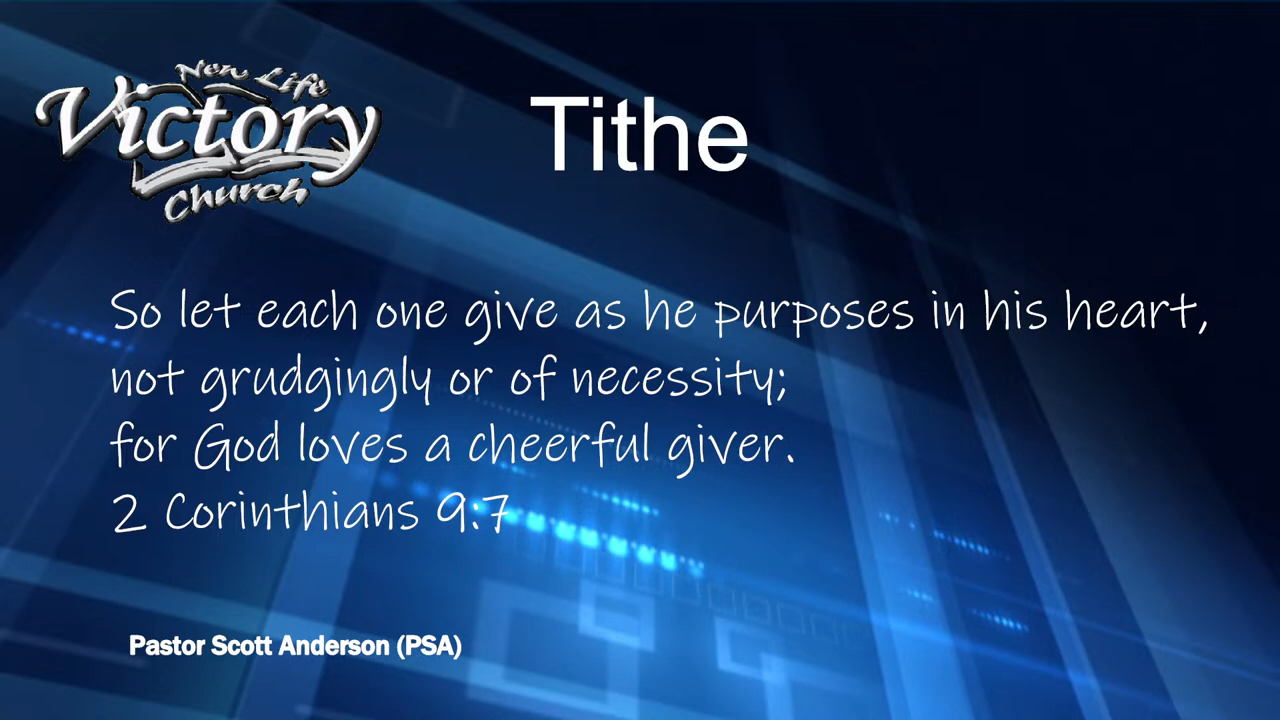 New Life
Victory
Church
Tithe
So let each one give as he purposes in his heart,
not grudgingly or of necessity;
for God loves a cheerful giver.
2 Corinthians 9:7
Pastor Scott Anderson (PSA)